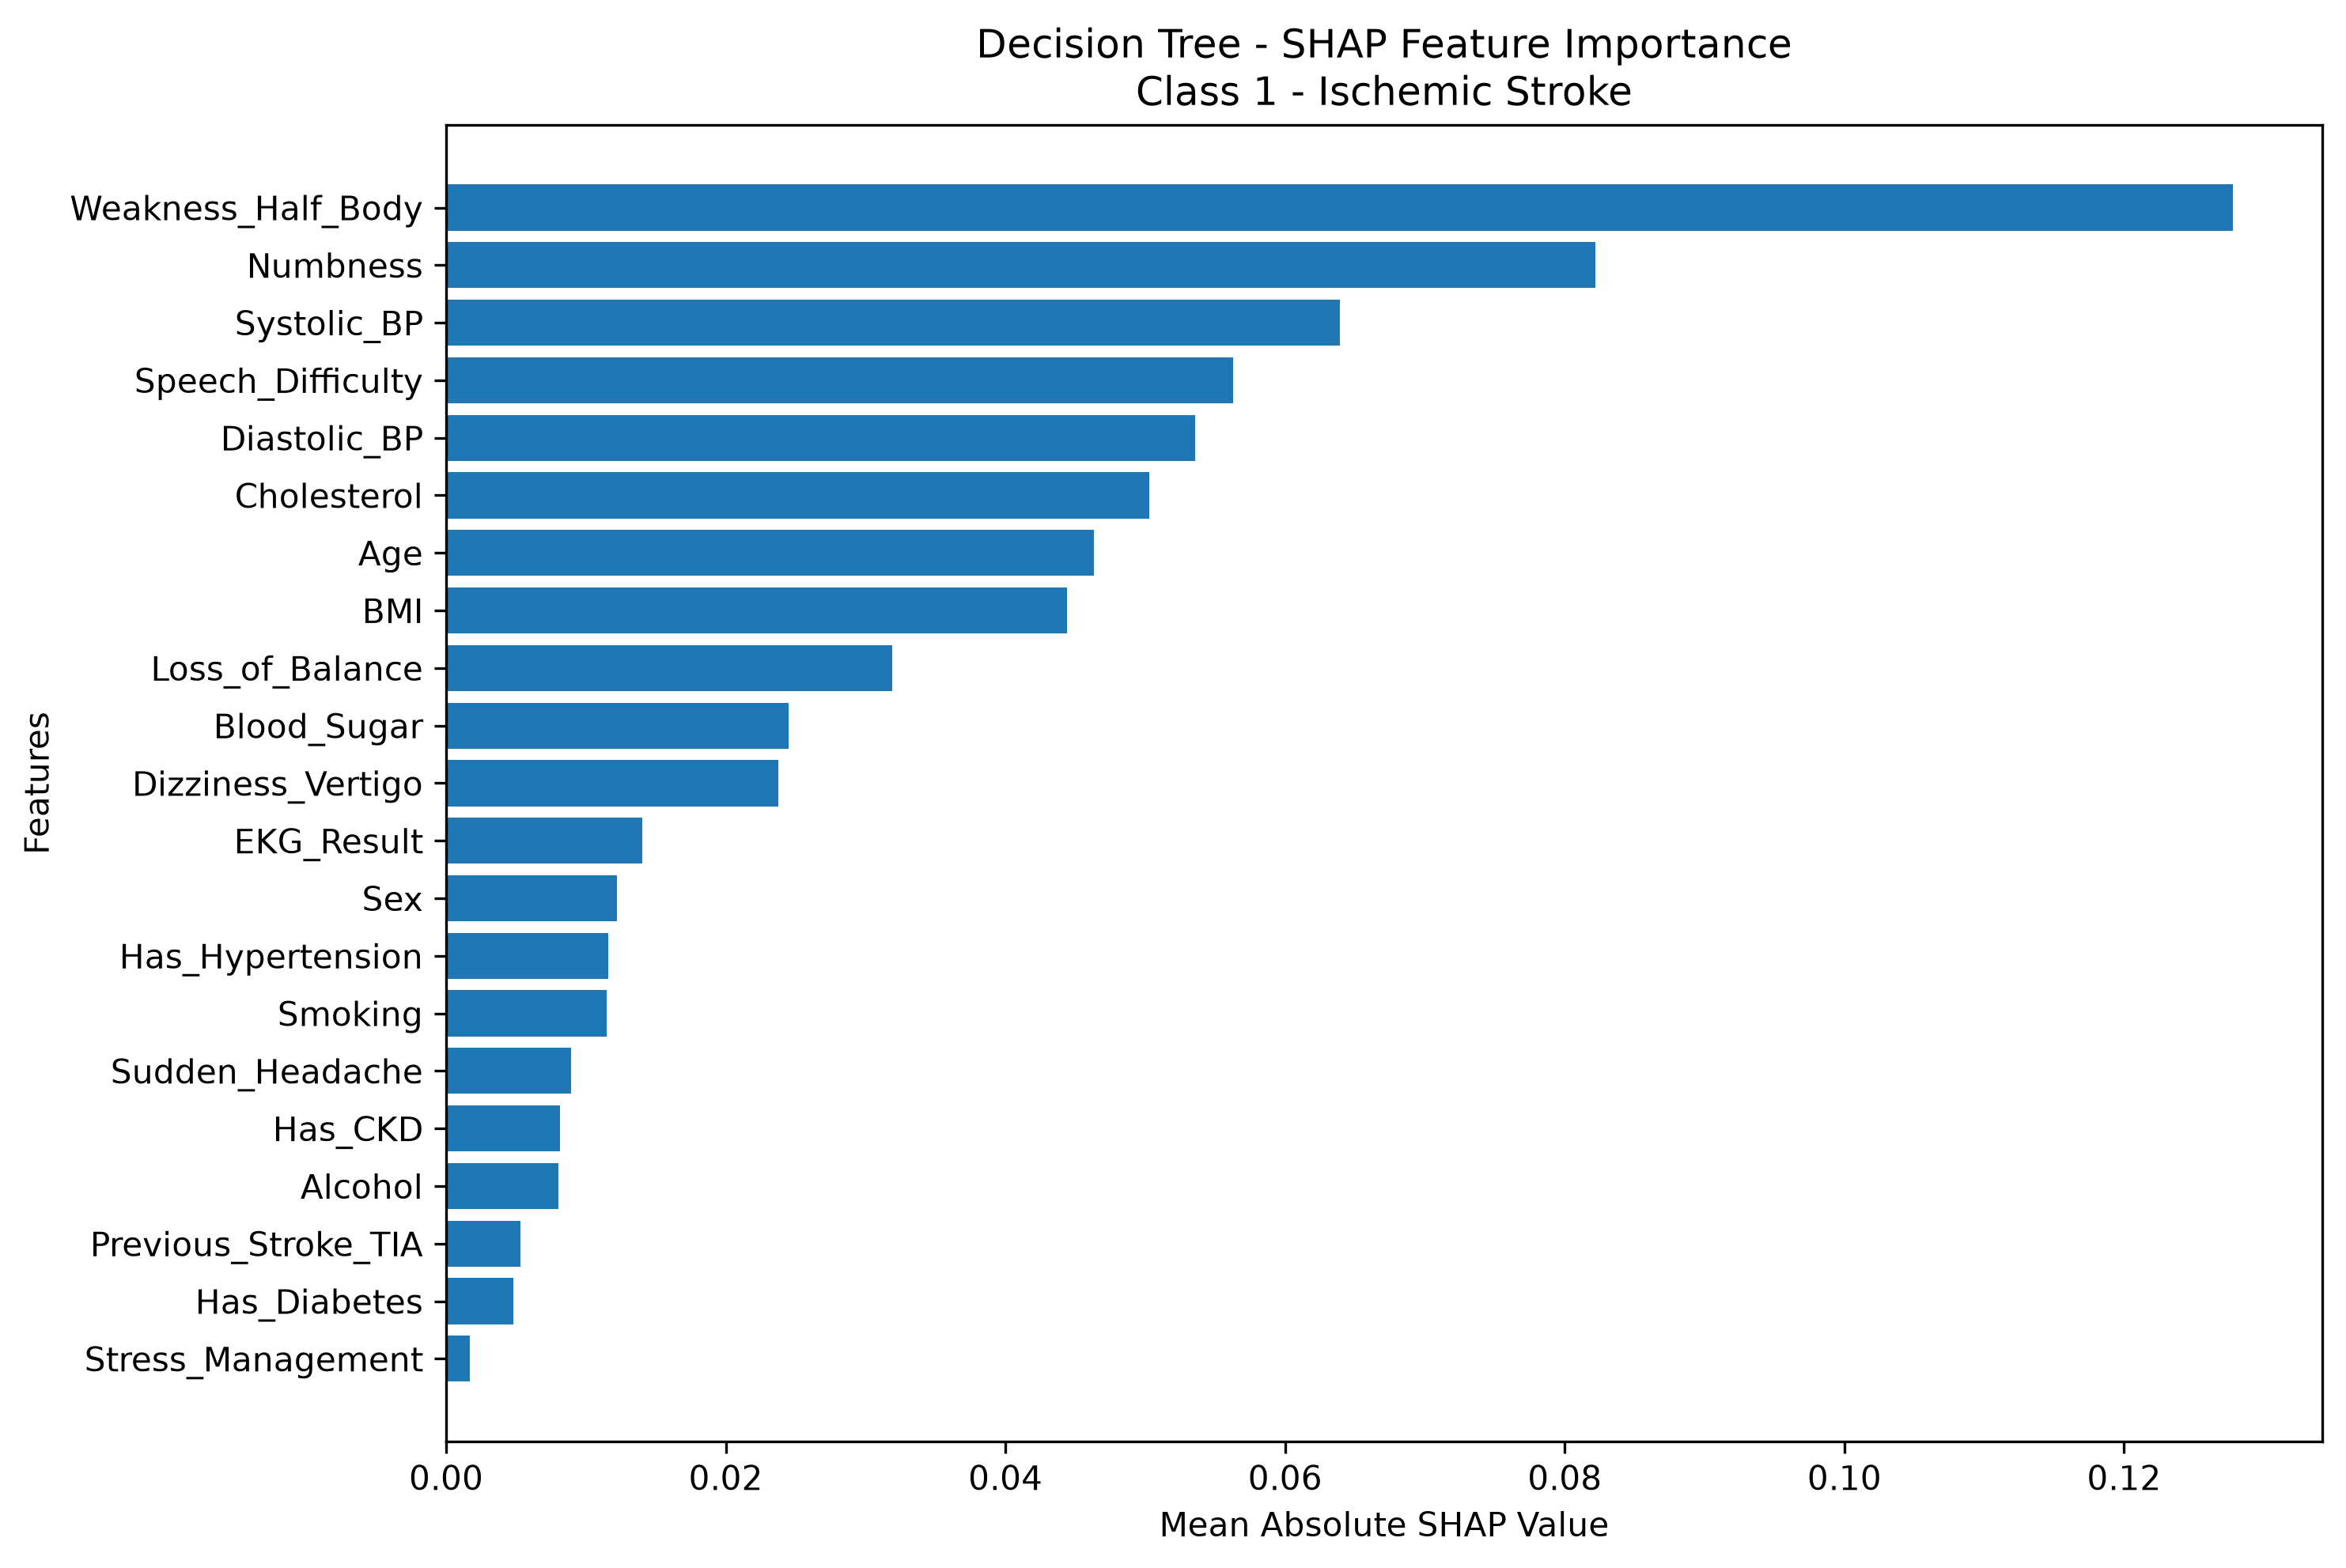 Decision Tree - SHAP Feature Importance
Class 1 - Ischemic Stroke
Features
Weakness_Half_Body
Numbness
Systolic_BP
Speech_Difficulty
Diastolic_BP
Cholesterol
Age
BMI
Loss_of_Balance
Blood_Sugar
Dizziness_Vertigo
EKG_Result
Sex
Has_Hypertension
Smoking
Sudden_Headache
Has_CKD
Alcohol
Previous_Stroke_TIA
Has_Diabetes
Stress_Management
0.00 0.02 0.04 0.06 0.08 0.10 0.12
Mean Absolute SHAP Value